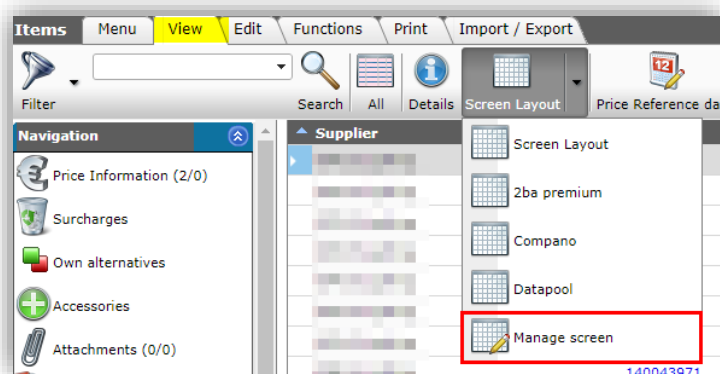 Items Menu View Edit Functions Print Import / Export
Filter Search All Details Screen Layout 12 Price Reference da
Navigation
Supplier
Price Information (2/0)
Surcharges
Own alternatives
Accessories
Attachments (0/0)
Screen Layout
2ba premium
Compano
Datapool
Manage screen
140043971